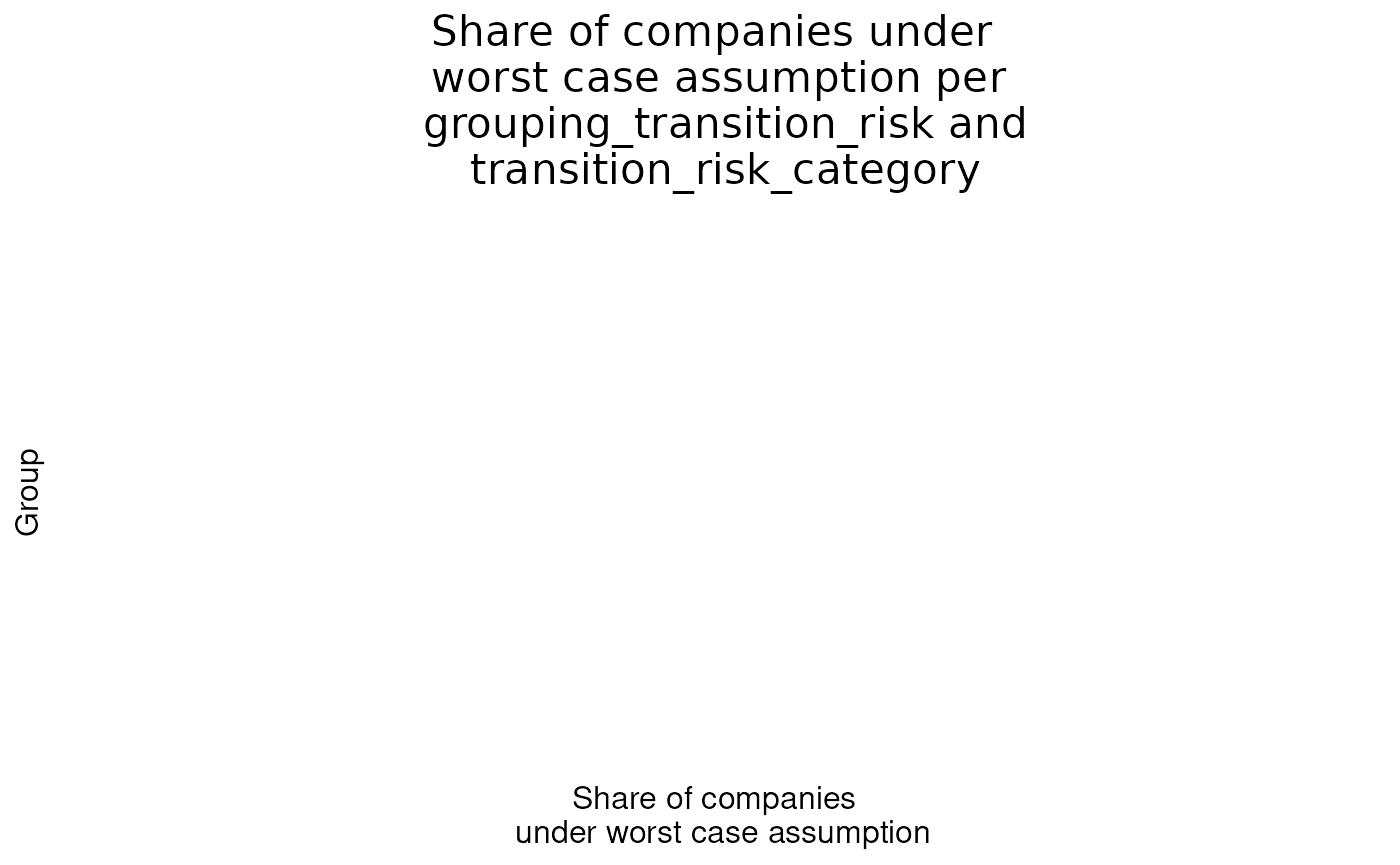 Share of companies under
worst case assumption per
grouping_transition_risk and
transition_risk_category
Group
Share of companies
under worst case assumption